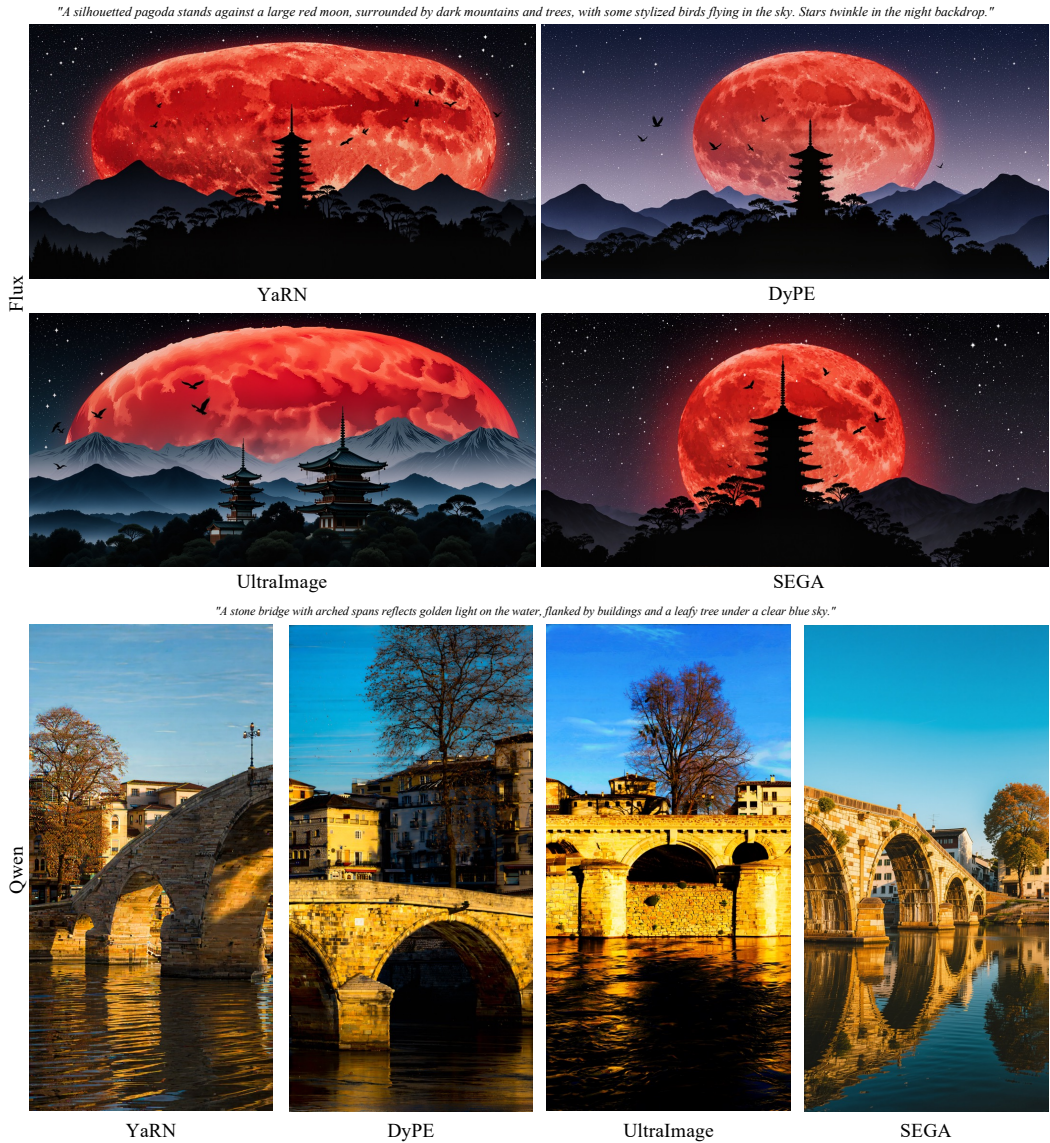 "A silhouetted pagoda stands against a large red moon, surrounded by dark mountains and trees, with some stylized birds flying in the sky. Stars twinkle in the night backdrop."
Flux
YaRN
DyPE
UltraImage
SEGA
"A stone bridge with arched spans reflects golden light on the water, flanked by buildings and a leafy tree under a clear blue sky."
Qwen
YaRN
DyPE
UltraImage
SEGA